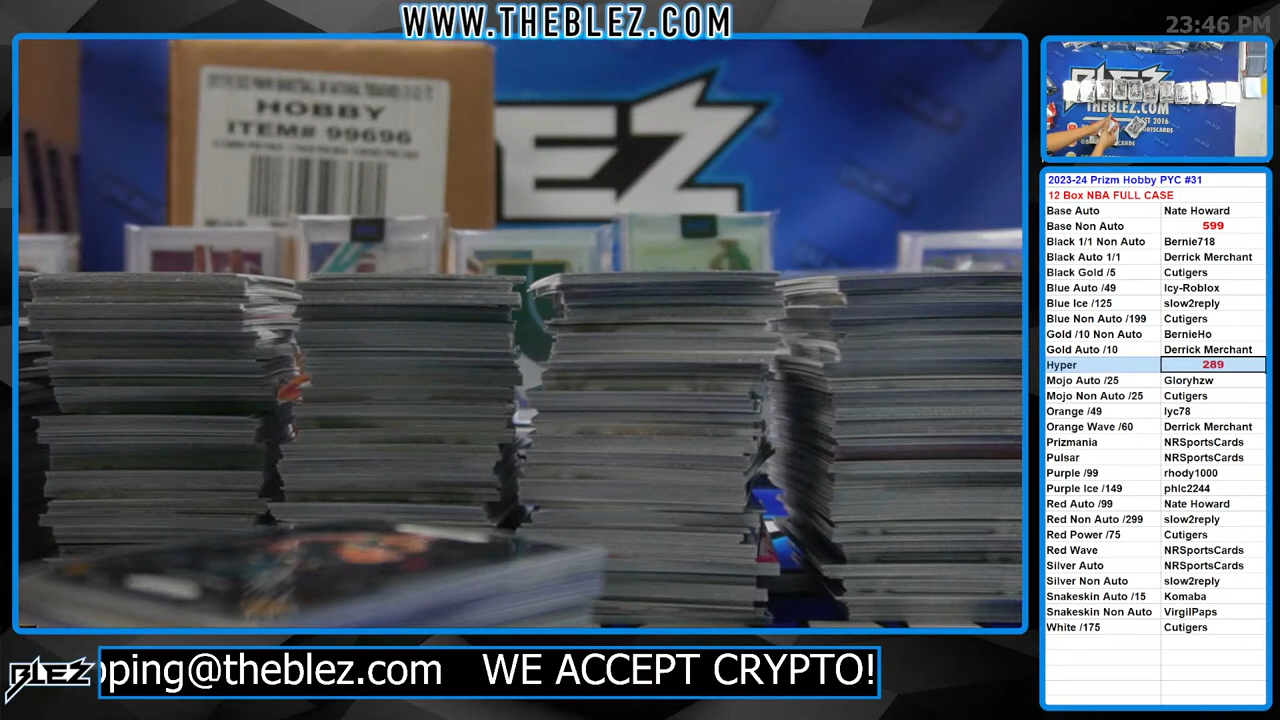 WWW.THEBLEZ.COM
23:46 PM
HOBBY
ITEM# 99696
EZ
BLEZ
THEBLEZ.COM
EST 2016
2023-24 Prizm Hobby PYC #31
12 Box NBA FULL CASE
Base Auto Nate Howard
Base Non Auto 599
Black 1/1 Non Auto Bernie718
Black Auto 1/1 Derrick Merchant
Black Gold /5 Cutigers
Blue Auto /49 Icy-Roblox
Blue Ice /125 slow2reply
Blue Non Auto /199 Cutigers
Gold /10 Non Auto BernieHo
Gold Auto /10 Derrick Merchant
Hyper 289
Mojo Auto /25 Gloryhzw
Mojo Non Auto /25 Cutigers
Orange /49 lyc78
Orange Wave /60 Derrick Merchant
Prizmania NRSportsCards
Pulsar NRSportsCards
Purple /99 rhody1000
Purple Ice /149 phlc2244
Red Auto /99 Nate Howard
Red Non Auto /299 slow2reply
Red Power /75 Cutigers
Red Wave NRSportsCards
Silver Auto NRSportsCards
Silver Non Auto slow2reply
Snakeskin Auto /15 Komaba
Snakeskin Non Auto VirgilPaps
White /175 Cutigers
BLEZ
pping@theblez.com WE ACCEPT CRYPTO!